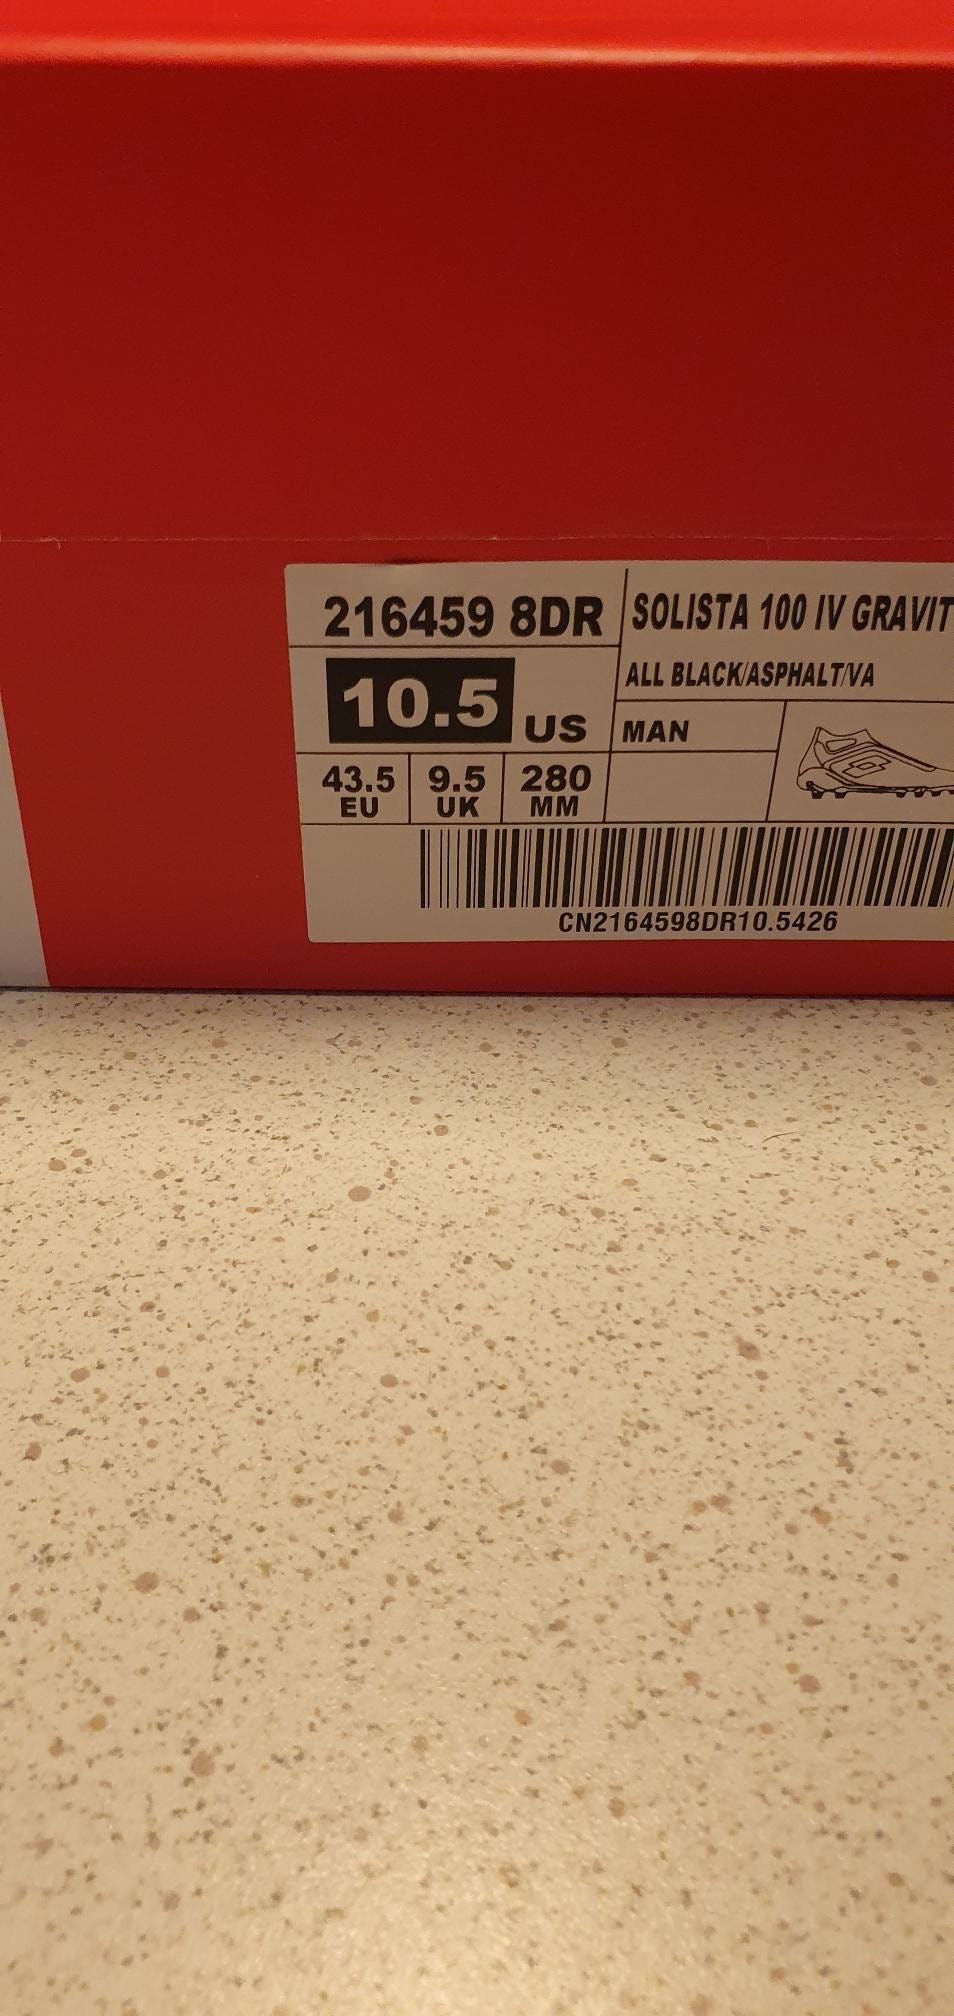 216459 8DR
SOLISTA 100 IV GRAVIT
ALL BLACK/ASPHALT/VA
10.5 US
MAN
43.5 EU
9.5 UK
280 MM
CN2164598DR10.5426